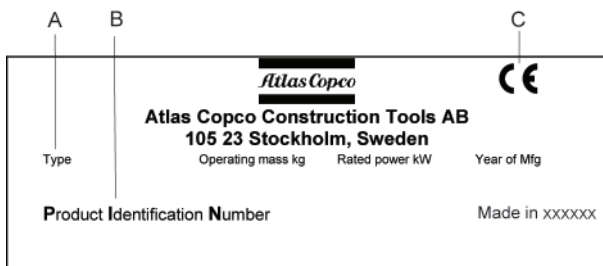 A B C
Atlas Copco CE
Atlas Copco Construction Tools AB
105 23 Stockholm, Sweden
Type Operating mass kg Rated power kW Year of Mfg
Product Identification Number Made in xxxxxx